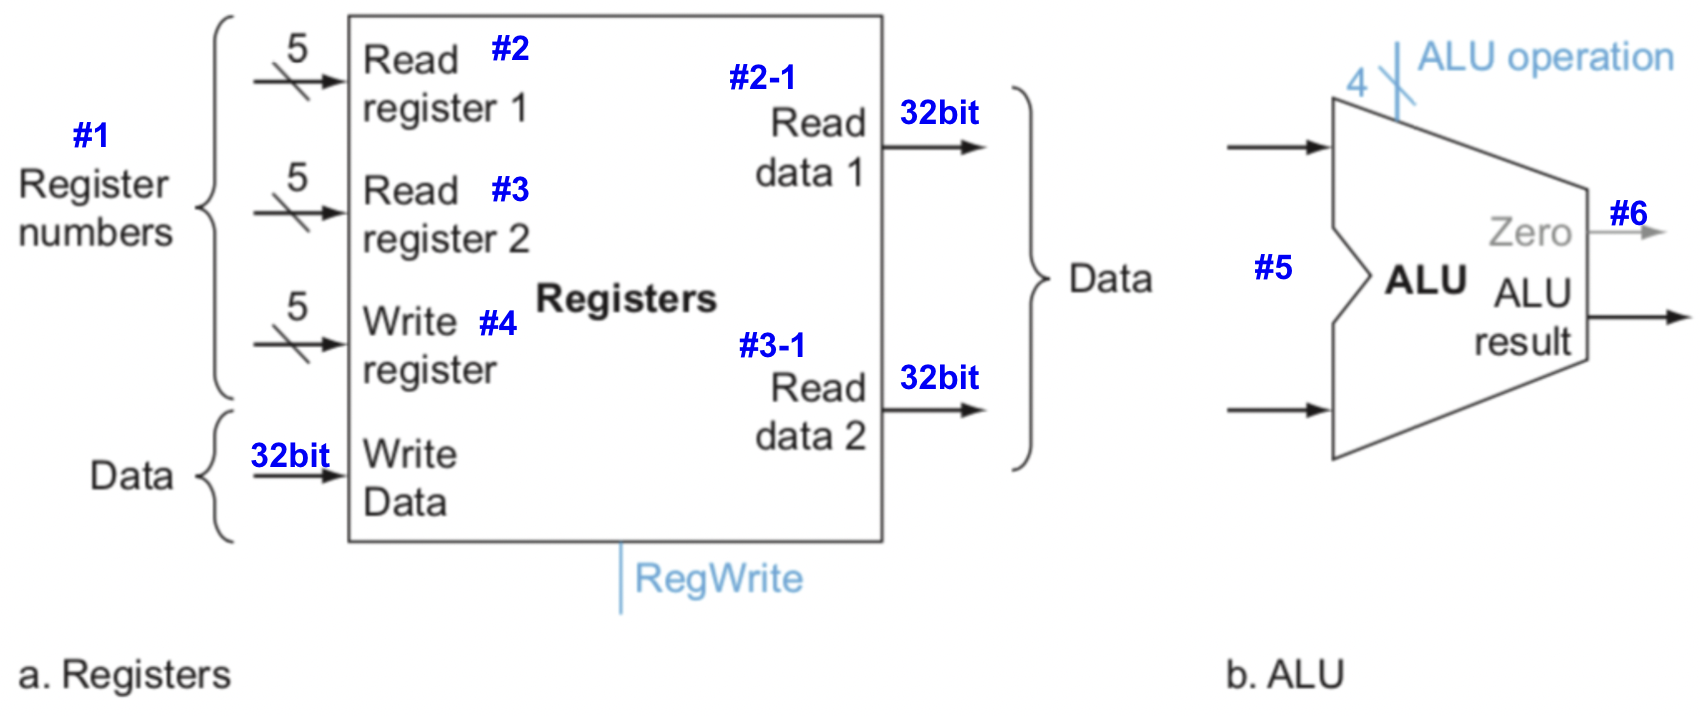 #1
Register
numbers
5
5
5
Data
32bit
Read #2
register 1
Read #3
register 2
Write #4
register
Write
Data
Registers
#2-1
Read
data 1
#3-1
Read
data 2
RegWrite
32bit
32bit
Data
4
ALU operation
#5
ALU
Zero
#6
ALU
result
a. Registers
b. ALU